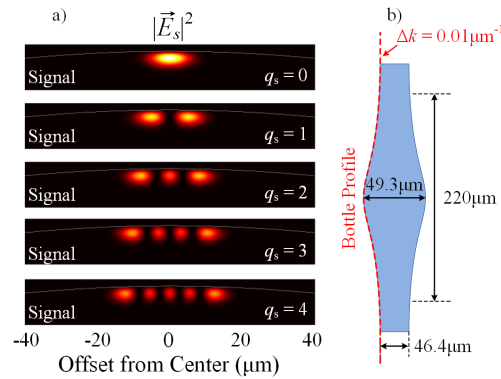 a)
|E⃗ₛ|²
Signal
qₛ = 0
Signal
qₛ = 1
Signal
qₛ = 2
Signal
qₛ = 3
Signal
qₛ = 4
-40 -20 0 20 40
Offset from Center (μm)
b)
Δk = 0.01μm⁻¹
Bottle Profile
49.3μm
220μm
46.4μm